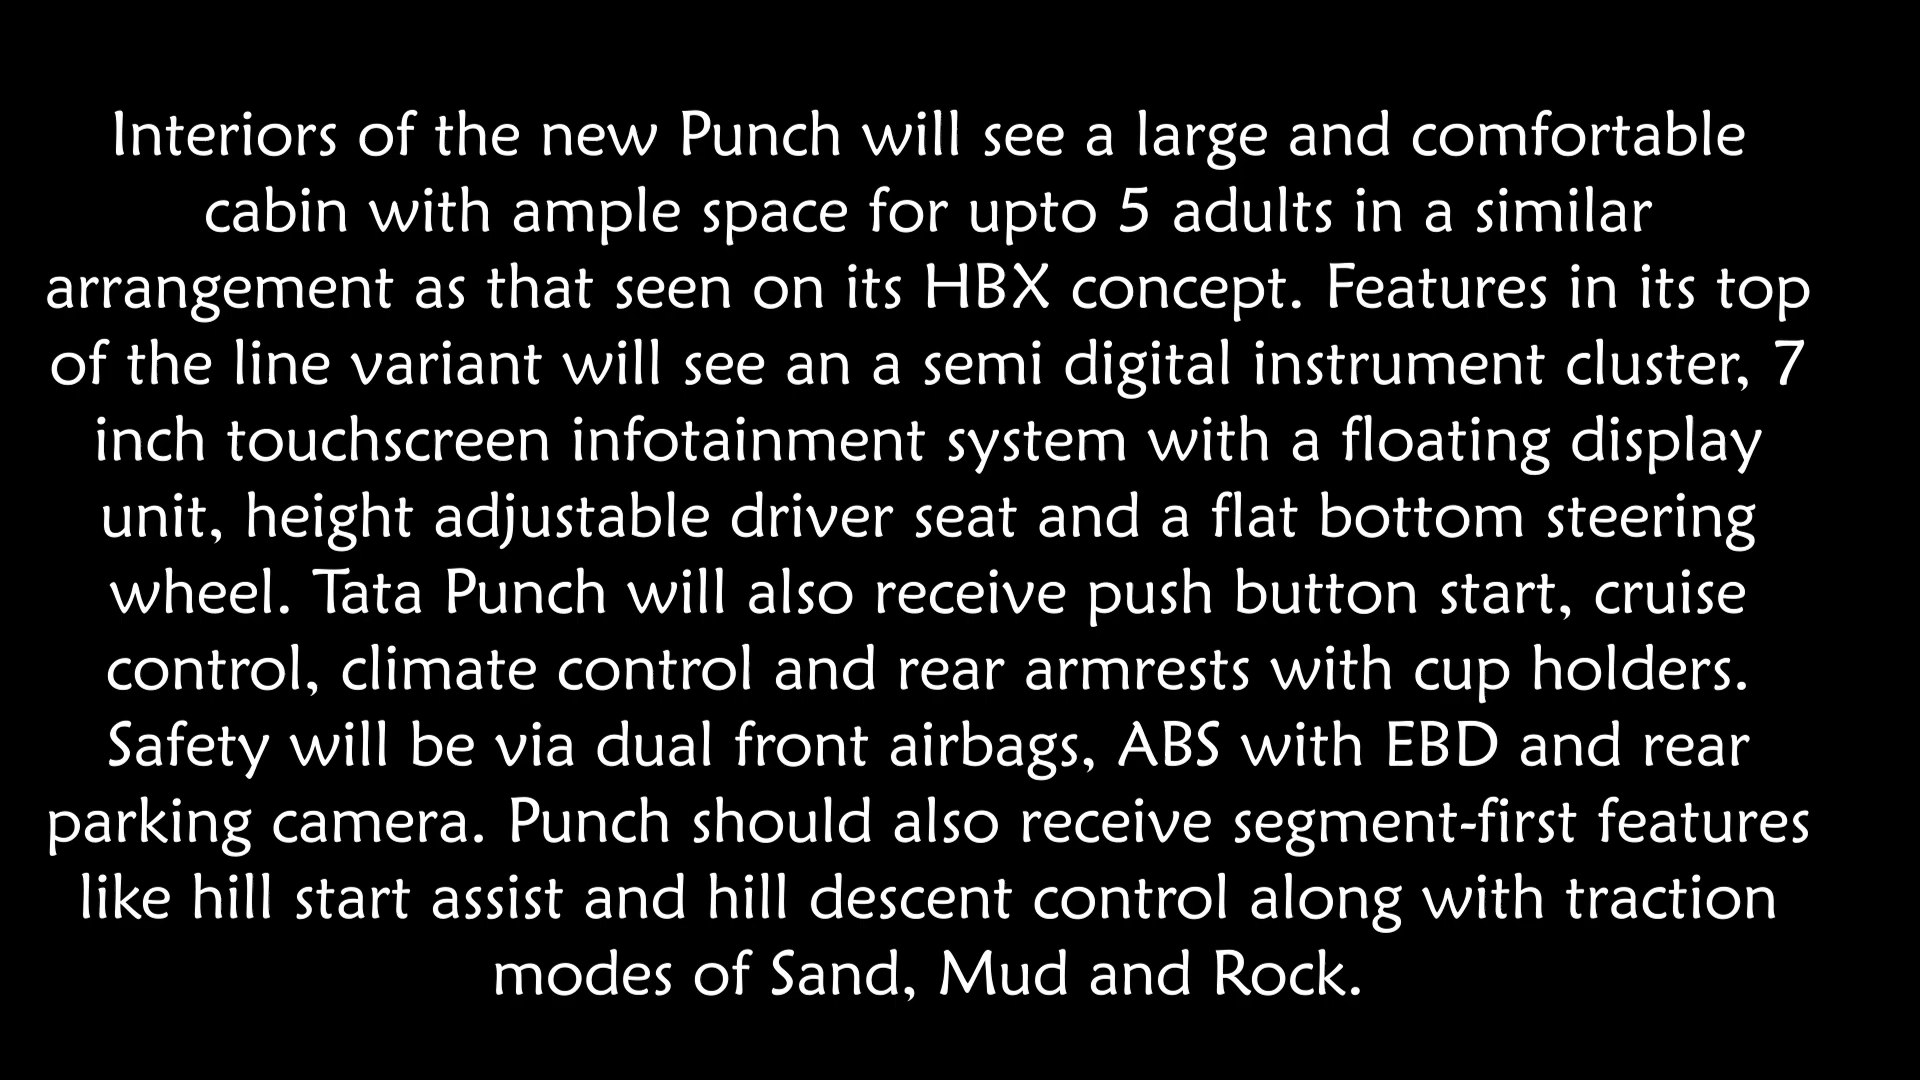 Interiors of the new Punch will see a large and comfortable
cabin with ample space for upto 5 adults in a similar
arrangement as that seen on its HBX concept. Features in its top
of the line variant will see an a semi digital instrument cluster, 7
inch touchscreen infotainment system with a floating display
unit, height adjustable driver seat and a flat bottom steering
wheel. Tata Punch will also receive push button start, cruise
control, climate control and rear armrests with cup holders.
Safety will be via dual front airbags, ABS with EBD and rear
parking camera. Punch should also receive segment-first features
like hill start assist and hill descent control along with traction
modes of Sand, Mud and Rock.